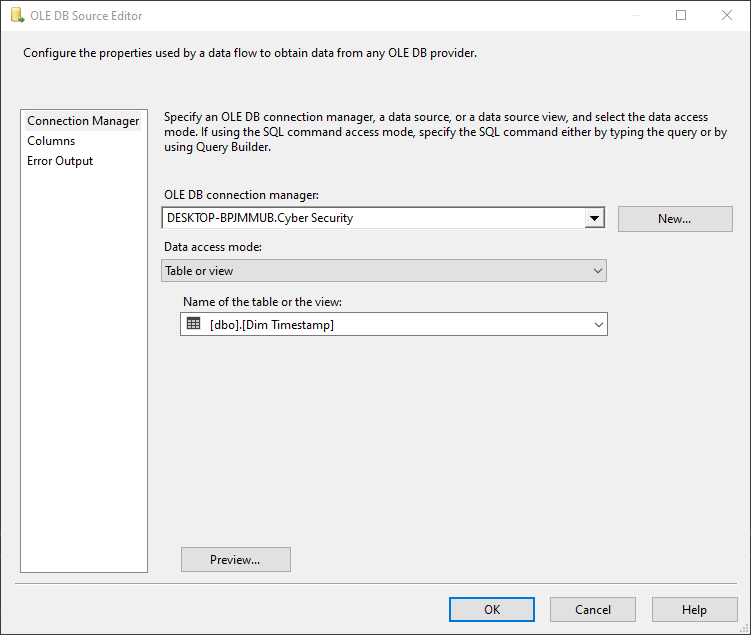 OLE DB Source Editor
Configure the properties used by a data flow to obtain data from any OLE DB provider.
Connection Manager
Columns
Error Output
Specify an OLE DB connection manager, a data source, or a data source view, and select the data access
mode. If using the SQL command access mode, specify the SQL command either by typing the query or by
using Query Builder.
OLE DB connection manager:
DESKTOP-BPJMMUB.Cyber Security
New...
Data access mode:
Table or view
Name of the table or the view:
[dbo].[Dim Timestamp]
Preview...
OK
Cancel
Help